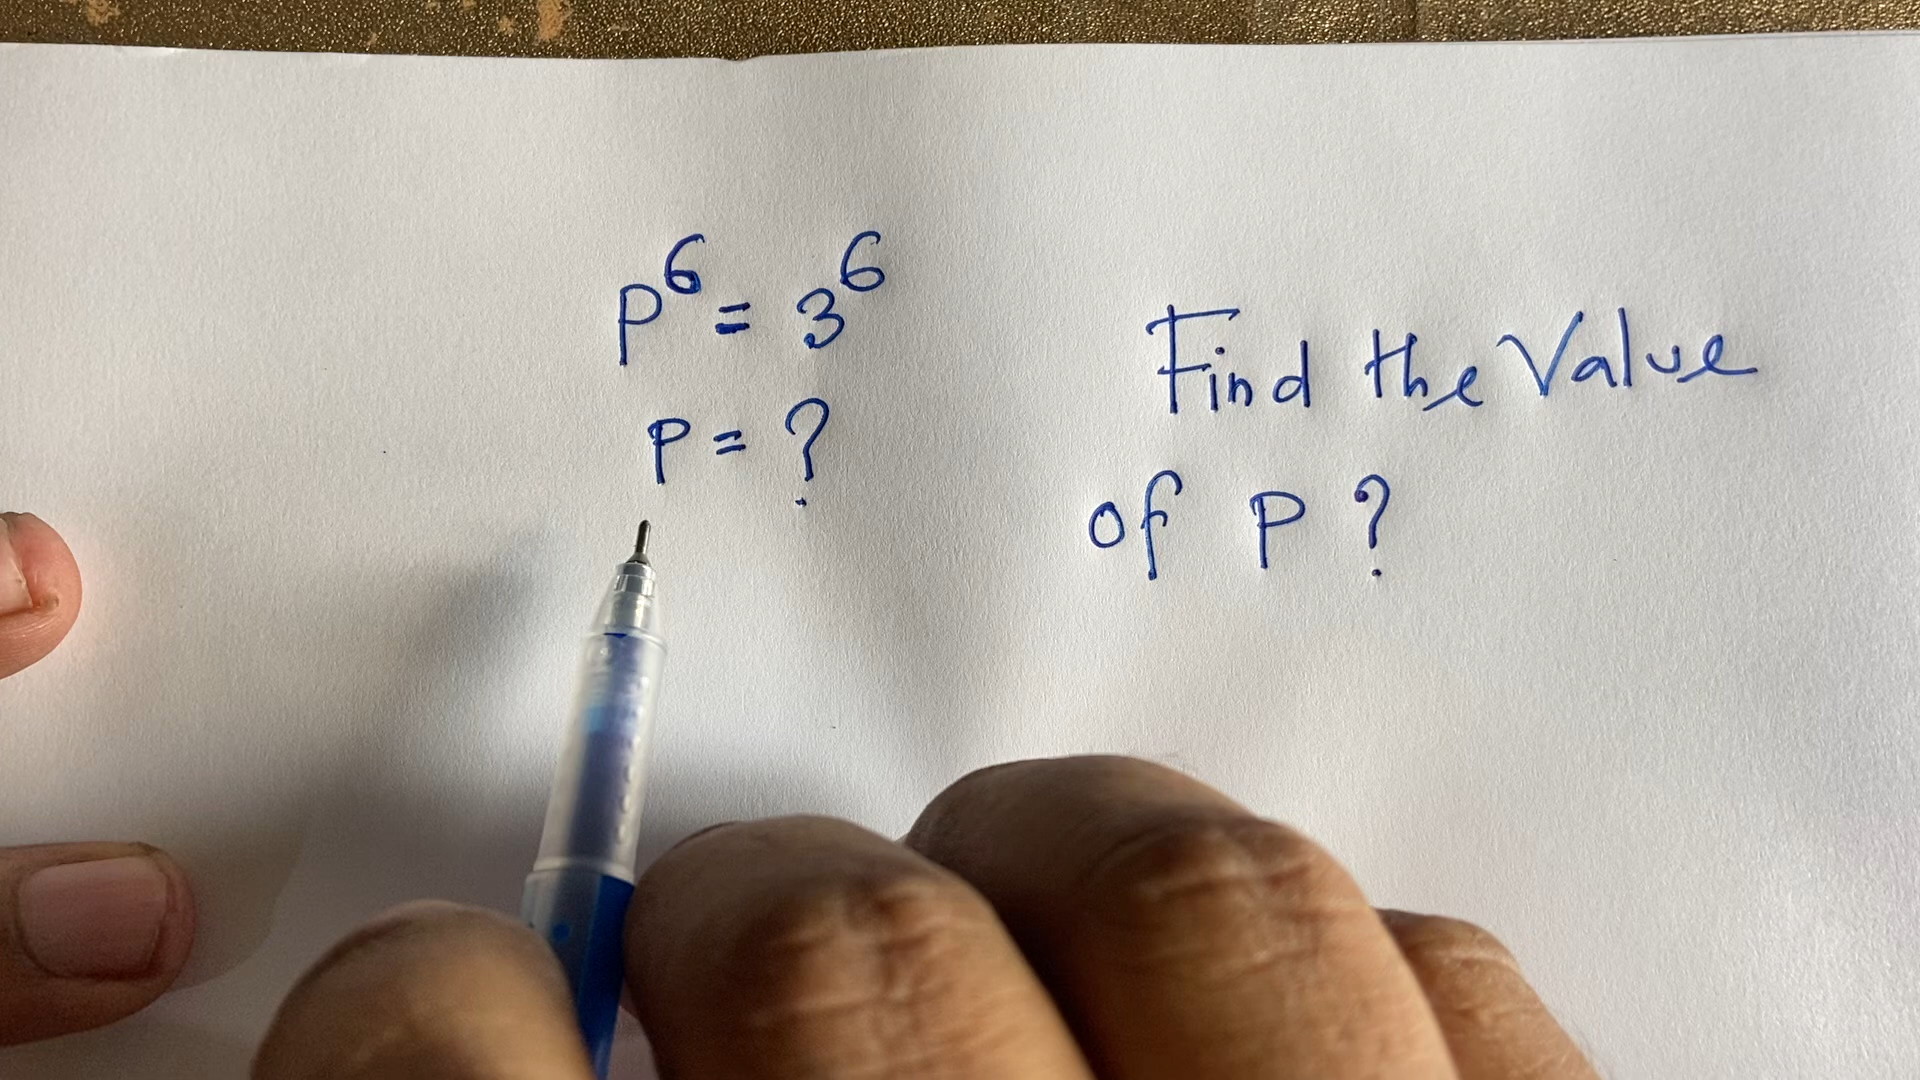 p⁶ = 3⁶
p = ?
Find the Value
of p ?